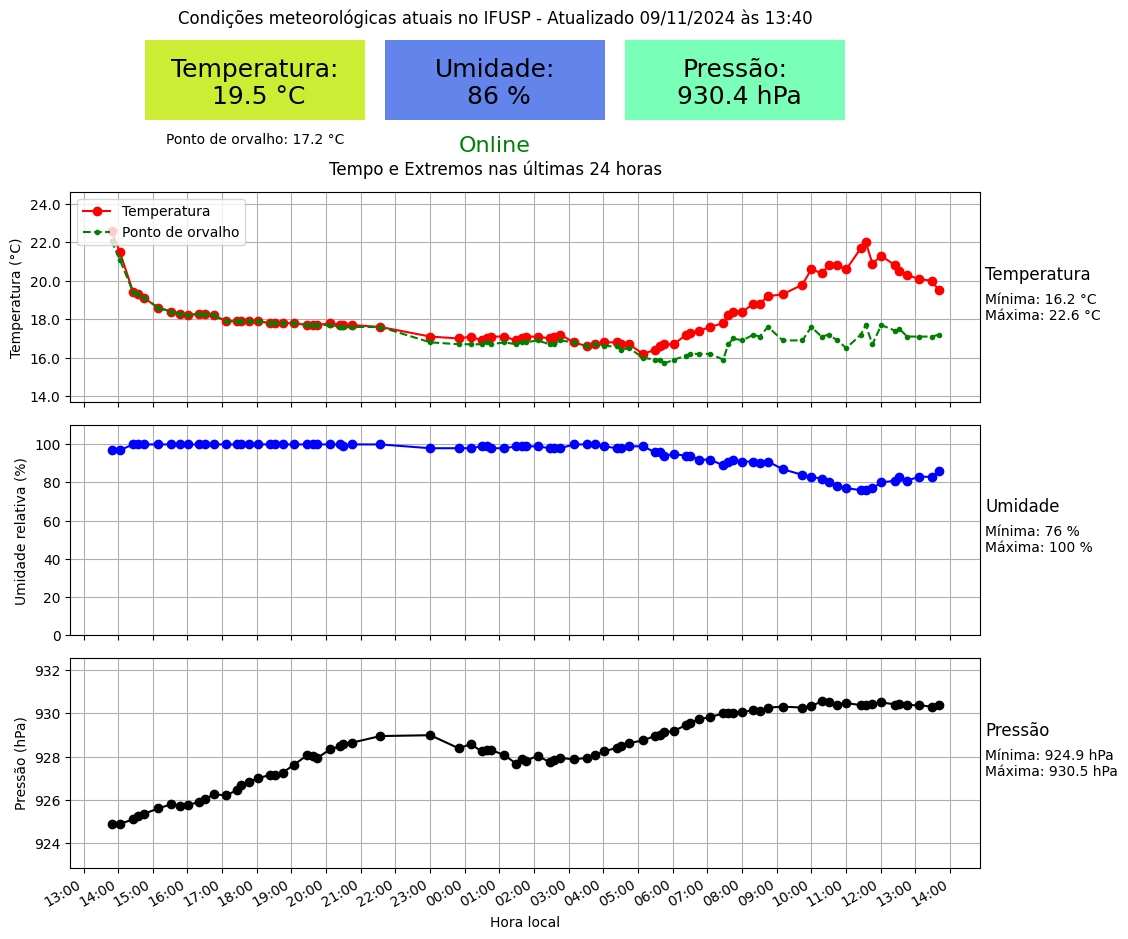 Condições meteorológicas atuais no IFUSP - Atualizado 09/11/2024 às 13:40
Temperatura:
19.5 °C
Umidade:
86 %
Pressão:
930.4 hPa
Ponto de orvalho: 17.2 °C
Online
Tempo e Extremos nas últimas 24 horas
Temperatura (°C)
24.0
22.0
20.0
18.0
16.0
14.0
Temperatura
Ponto de orvalho
Temperatura
Mínima: 16.2 °C
Máxima: 22.6 °C
Umidade relativa (%)
100
80
60
40
20
0
Umidade
Mínima: 76 %
Máxima: 100 %
Pressão (hPa)
932
930
928
926
924
Pressão
Mínima: 924.9 hPa
Máxima: 930.5 hPa
13:00 14:00 15:00 16:00 17:00 18:00 19:00 20:00 21:00 22:00 23:00 00:00 01:00 02:00 03:00 04:00 05:00 06:00 07:00 08:00 09:00 10:00 11:00 12:00 13:00 14:00
Hora local